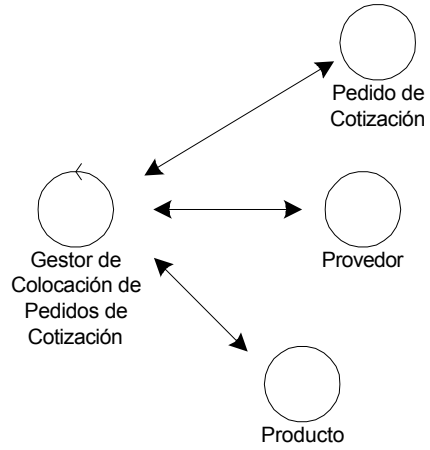 Pedido de
Cotización
Gestor de
Colocación de
Pedidos de
Cotización
Provedor
Producto